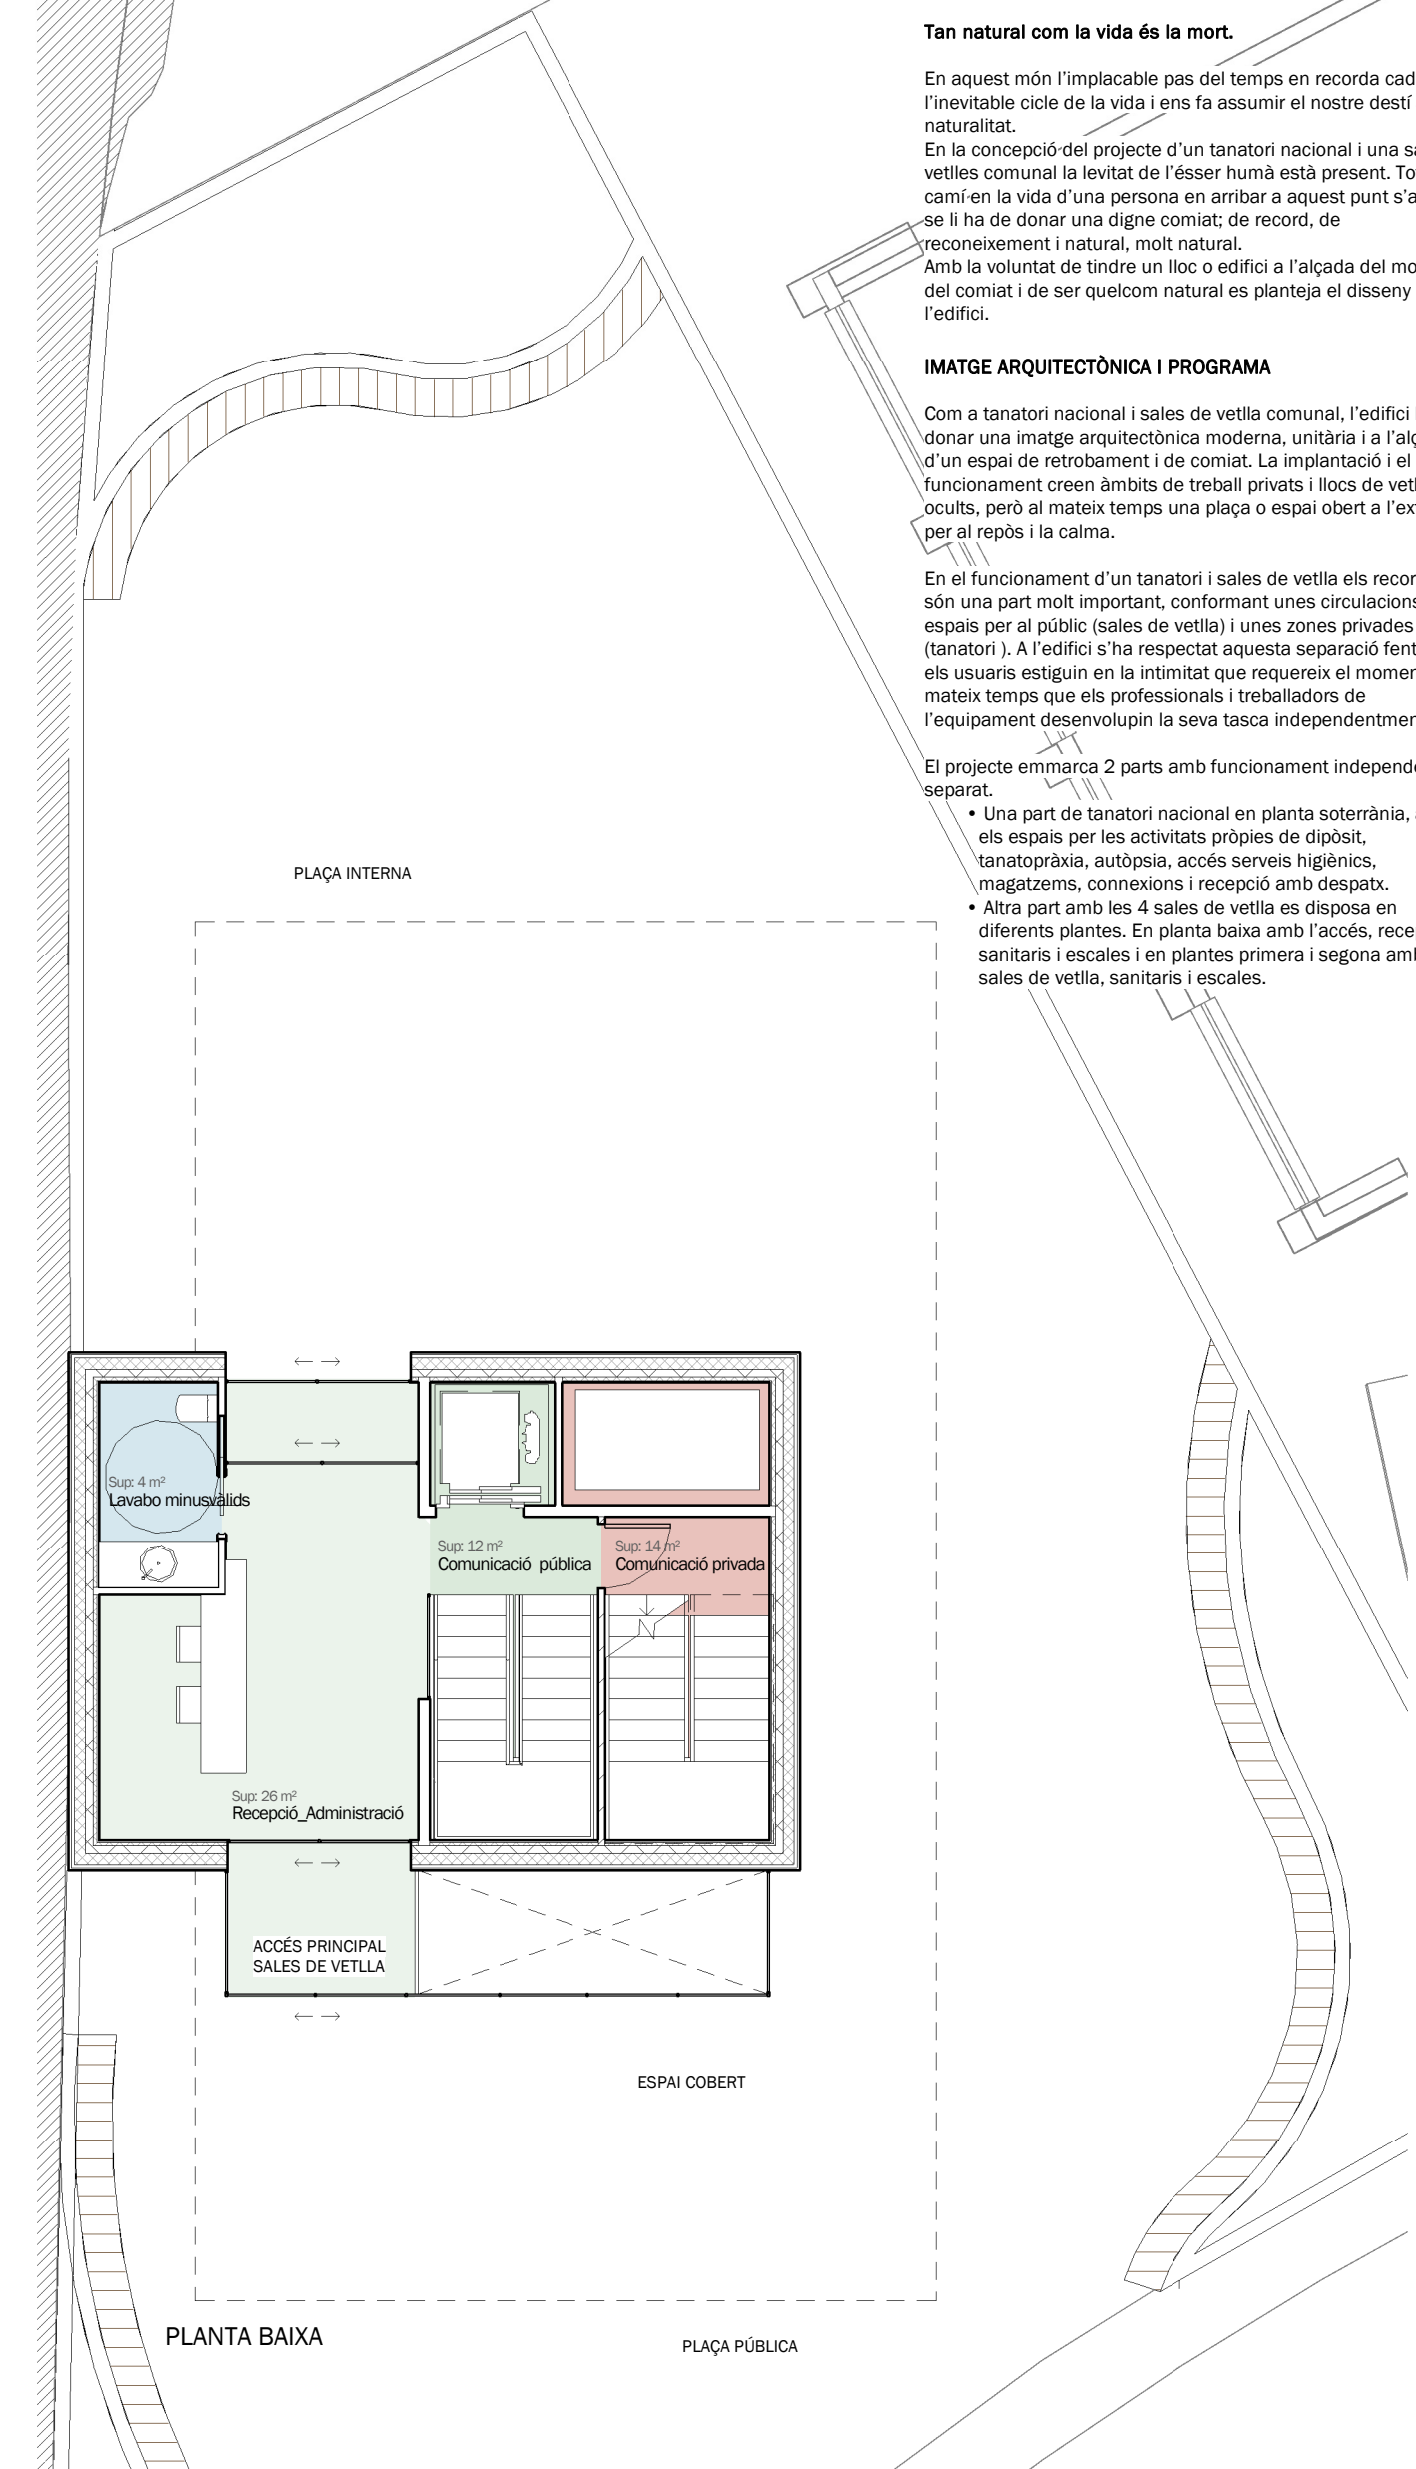 Tan natural com la vida és la mort.
En aquest món l'implacable pas del temps en recorda cad
l'inevitable cicle de la vida i ens fa assumir el nostre destí
naturalitat.
En la concepció del projecte d'un tanatori nacional i una sa
vetlles comunal la levitat de l'ésser humà està present. To
camí en la vida d'una persona en arribar a aquest punt s'a
se li ha de donar una digne comiat; de record, de
reconeixement i natural, molt natural.
Amb la voluntat de tindre un lloc o edifici a l'alçada del mo
del comiat i de ser quelcom natural es planteja el disseny
l'edifici.
IMATGE ARQUITECTÒNICA I PROGRAMA
Com a tanatori nacional i sales de vetlla comunal, l'edifici
donar una imatge arquitectònica moderna, unitària i a l'alç
d'un espai de retrobament i de comiat. La implantació i el
funcionament creen àmbits de treball privats i llocs de vetl
ocults, però al mateix temps una plaça o espai obert a l'ext
per al repòs i la calma.
En el funcionament d'un tanatori i sales de vetlla els recor
són una part molt important, conformant unes circulacions
espais per al públic (sales de vetlla) i unes zones privades
(tanatori ). A l'edifici s'ha respectat aquesta separació fent
els usuaris estiguin en la intimitat que requereix el momen
mateix temps que els professionals i treballadors de
l'equipament desenvolupin la seva tasca independentmen
El projecte emmarca 2 parts amb funcionament independe
separat.
• Una part de tanatori nacional en planta soterrània,
els espais per les activitats pròpies de dipòsit,
tanatopràxia, autòpsia, accés serveis higiènics,
magatzems, connexions i recepció amb despatx.
• Altra part amb les 4 sales de vetlla es disposa en
diferents plantes. En planta baixa amb l'accés, recep
sanitaris i escales i en plantes primera i segona amb
sales de vetlla, sanitaris i escales.
PLAÇA INTERNA
Sup: 4 m²
Lavabo minusvàlids
Sup: 12 m²
Comunicació pública
Sup: 14 m²
Comunicació privada
Sup: 26 m²
Recepció_Administració
ACCÉS PRINCIPAL
SALES DE VETLLA
ESPAI COBERT
PLANTA BAIXA
PLAÇA PÚBLICA